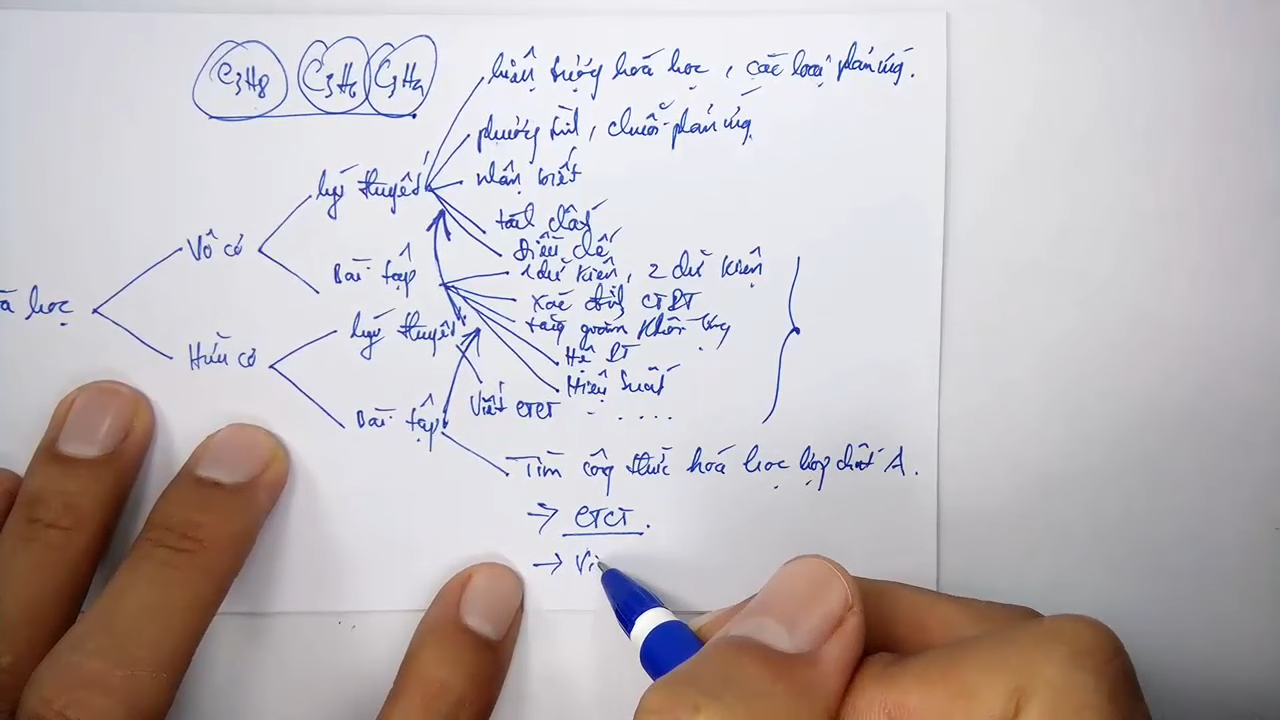 C3H8 C3H6 C3H4
hiện tượng hoá học, các loại phản ứng.
phương trình, chuỗi phản ứng
nhận biết
lý thuyết
tính chất
điều chế
Vô cơ
Bài tập
1 dữ kiện, 2 dữ kiện
Xác định CTPT
hoá học
lý thuyết
tăng giảm khối lượng
Hữu cơ
Hệ PT
Hiệu suất
Viết CTCT
.....
Bài tập
Tìm công thức hoá học hợp chất A.
→ CTCT.
→ Vi